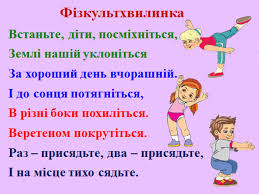 Фізкультхвилинка
Встаньте, діти, посміхніться,
Землі нашій уклоніться
За хороший день вчорашній.
І до сонця потягніться,
В різні боки похиліться.
Веретеном покрутіться.
Раз – присядьте, два – присядьте,
І на місце тихо сядьте.